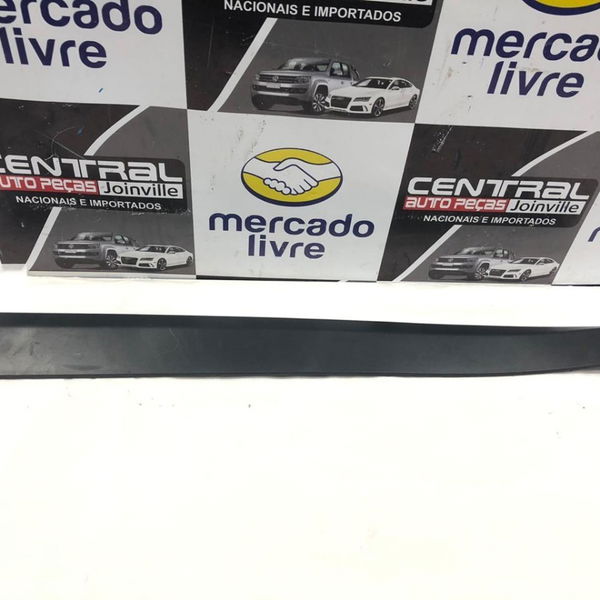 mercado
livre
NACIONAIS E IMPORTADOS
mercado
livre
CENTRAL
AUTO PEÇAS Joinville
NACIONAIS E IMPORTADOS
mercado
livre
CENTRAL
AUTO PEÇAS Joinville
NACIONAIS E IMPORTADOS